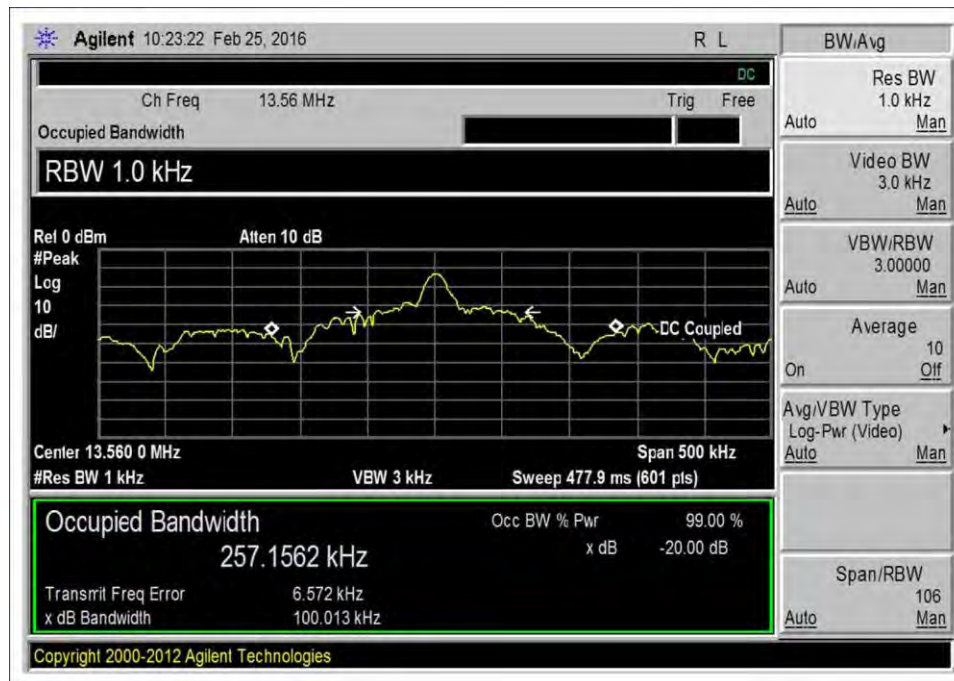 Agilent 10:23:22 Feb 25, 2016 R L
DC
Ch Freq 13.56 MHz Trig Free
Occupied Bandwidth
RBW 1.0 kHz
Ref 0 dBm Atten 10 dB
#Peak
Log
10
dB/
DC Coupled
Center 13.560 0 MHz Span 500 kHz
#Res BW 1 kHz VBW 3 kHz Sweep 477.9 ms (601 pts)
Occupied Bandwidth Occ BW % Pwr 99.00 %
257.1562 kHz x dB -20.00 dB
Transmit Freq Error 6.572 kHz
x dB Bandwidth 100.013 kHz
Copyright 2000-2012 Agilent Technologies
BW/Avg
Res BW
1.0 kHz
Auto Man
Video BW
3.0 kHz
Auto Man
VBW/RBW
3.00000
Auto Man
Average
10
On Off
Avg/VBW Type
Log-Pwr (Video)
Auto Man
Span/RBW
106
Auto Man